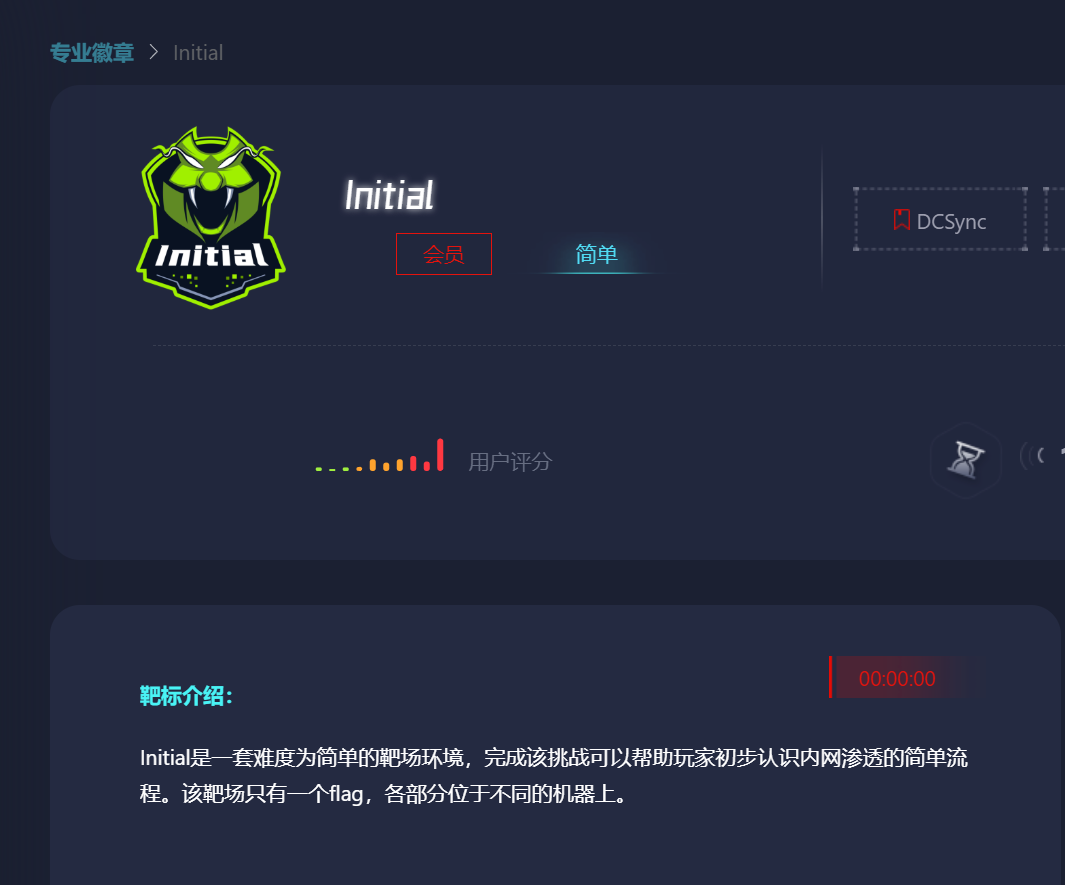 专业徽章 > Initial
Initial
Initial
会员
简单
DCSync
用户评分
00:00:00
靶标介绍：
Initial是一套难度为简单的靶场环境，完成该挑战可以帮助玩家初步认识内网渗透的简单流
程。该靶场只有一个flag，各部分位于不同的机器上。